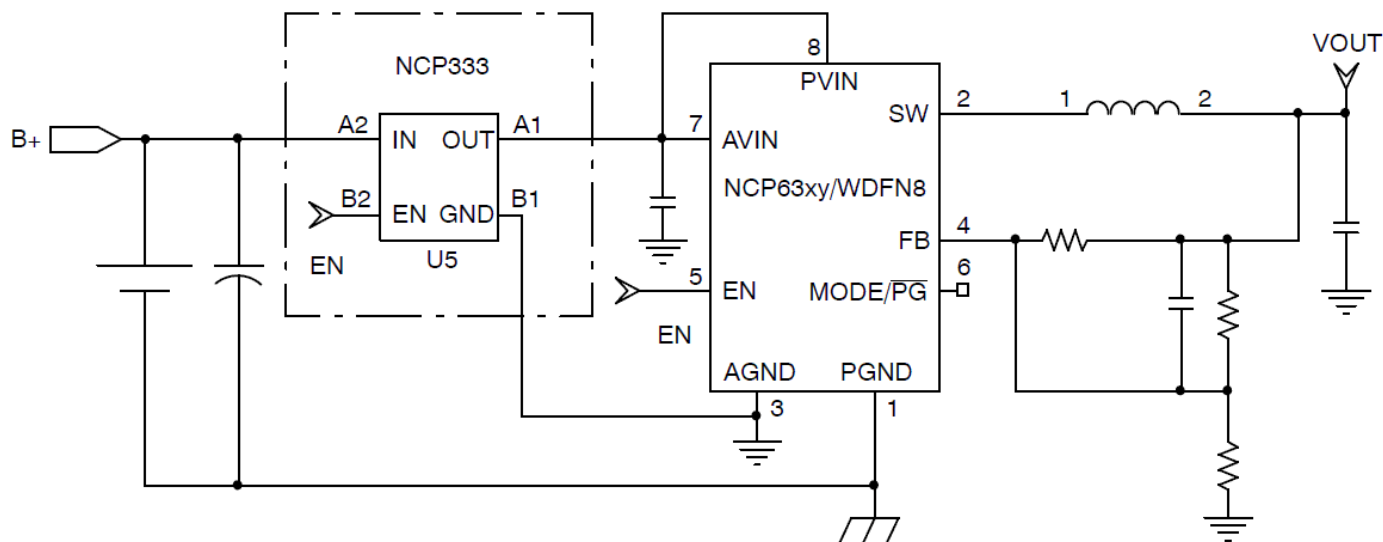 8
VOUT
NCP333
PVIN
SW
2
1
2
B+
A2
IN
OUT
A1
7
AVIN
NCP63xy/WDFN8
B2
EN
GND
B1
FB
4
U5
EN
5
EN
MODE/P̅G̅
6
EN
AGND
PGND
3
1